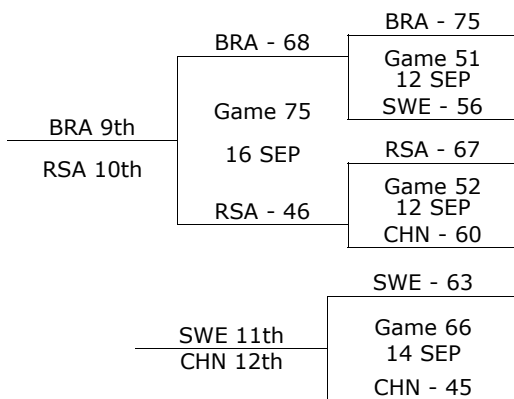 BRA - 75
BRA - 68
Game 51
12 SEP
SWE - 56
Game 75
16 SEP
BRA 9th
RSA 10th
RSA - 67
Game 52
12 SEP
RSA - 46
CHN - 60
SWE - 63
Game 66
14 SEP
SWE 11th
CHN 12th
CHN - 45